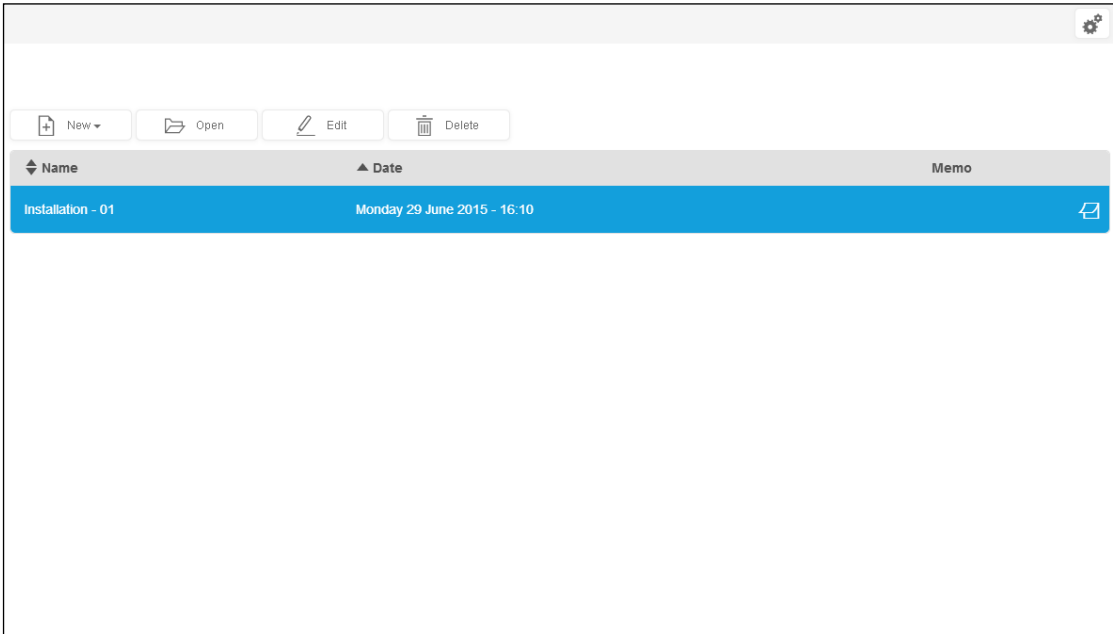 New Open Edit Delete
Name Date Memo
Installation - 01 Monday 29 June 2015 - 16:10